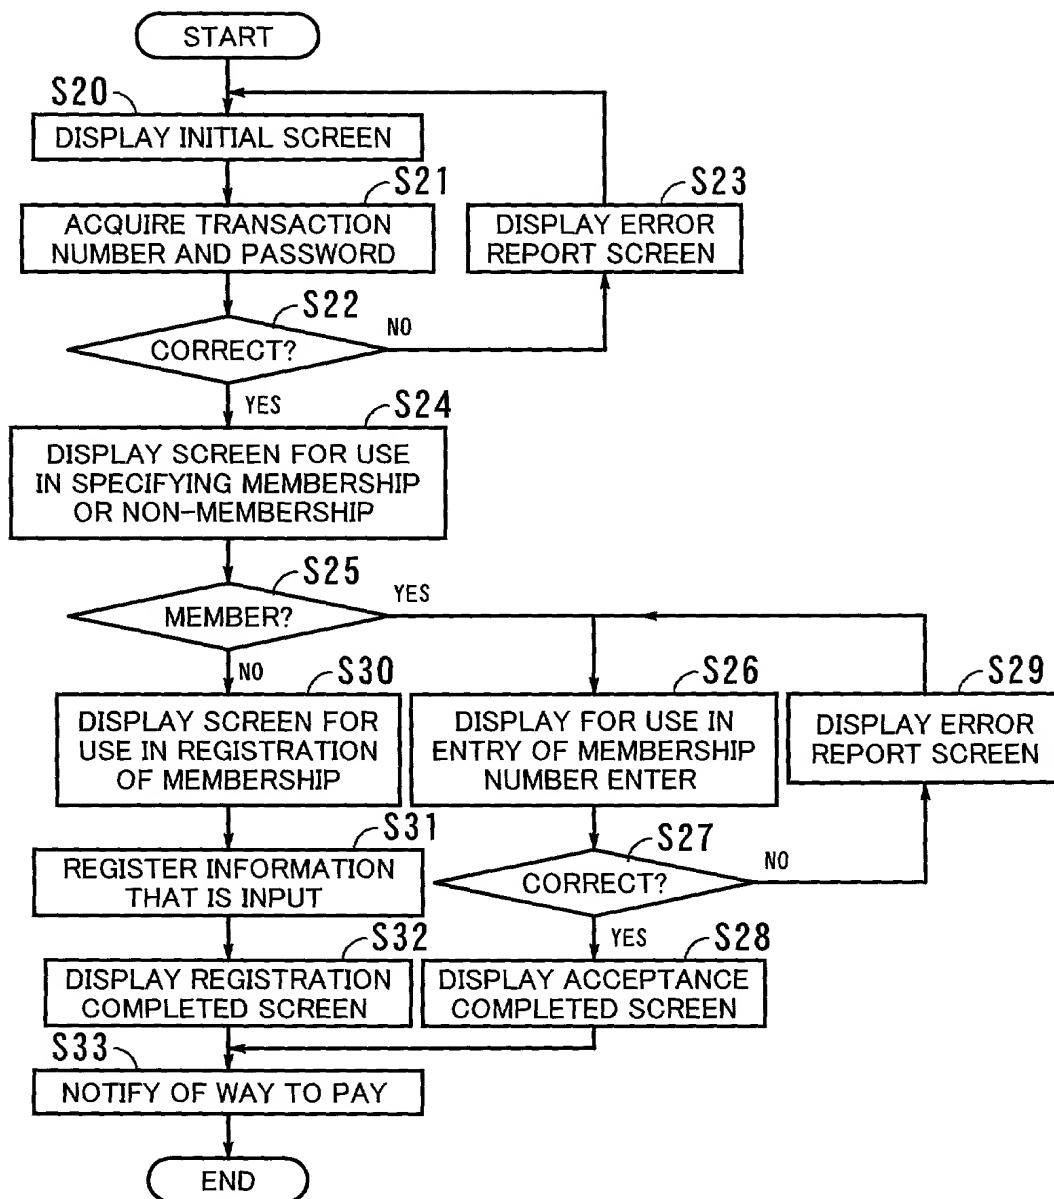 START
S20
DISPLAY INITIAL SCREEN
S21
ACQUIRE TRANSACTION
NUMBER AND PASSWORD
S23
DISPLAY ERROR
REPORT SCREEN
S22
CORRECT?
NO
YES
S24
DISPLAY SCREEN FOR USE
IN SPECIFYING MEMBERSHIP
OR NON-MEMBERSHIP
S25
MEMBER?
YES
NO
S30
DISPLAY SCREEN FOR
USE IN REGISTRATION
OF MEMBERSHIP
S26
DISPLAY FOR USE IN
ENTRY OF MEMBERSHIP
NUMBER ENTER
S29
DISPLAY ERROR
REPORT SCREEN
S31
REGISTER INFORMATION
THAT IS INPUT
S27
CORRECT?
NO
YES
S32
DISPLAY REGISTRATION
COMPLETED SCREEN
S28
DISPLAY ACCEPTANCE
COMPLETED SCREEN
S33
NOTIFY OF WAY TO PAY
END